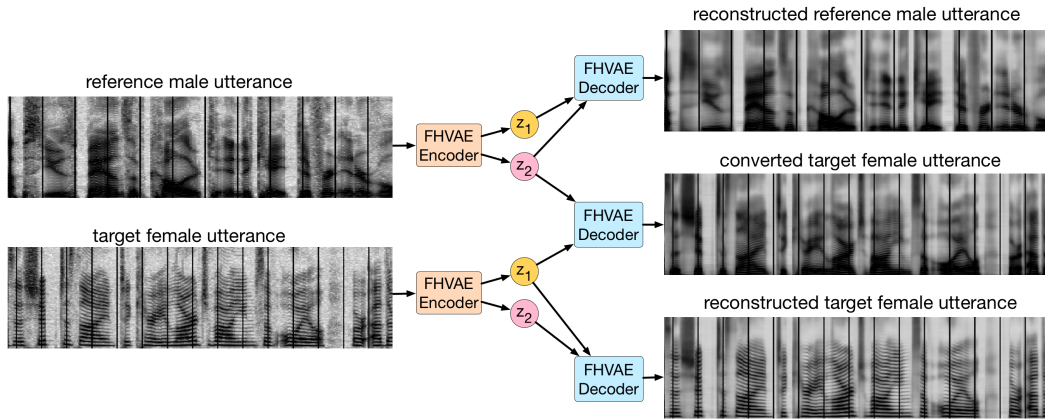 reconstructed reference male utterance
reference male utterance
FHVAE
Decoder
z1
FHVAE
Encoder
z2
converted target female utterance
target female utterance
FHVAE
Decoder
z1
FHVAE
Encoder
z2
reconstructed target female utterance
FHVAE
Decoder